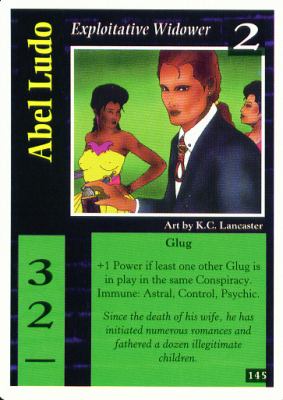 Abel Ludo
Exploitative Widower
2
Art by K.C. Lancaster
3
2
—
Glug
+1 Power if least one other Glug is
in play in the same Conspiracy.
Immune: Astral, Control, Psychic.
Since the death of his wife, he has
initiated numerous romances and
fathered a dozen illegitimate
children.
145